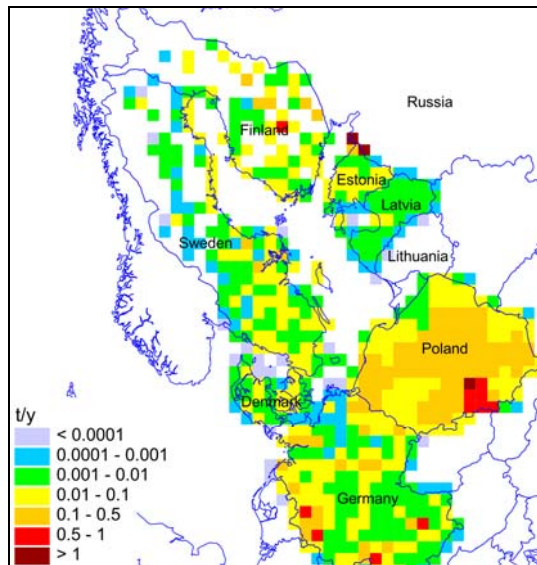 Russia
Finland
Estonia
Latvia
Sweden
Lithuania
Poland
Denmark
Germany
t/y
< 0.0001
0.0001 - 0.001
0.001 - 0.01
0.01 - 0.1
0.1 - 0.5
0.5 - 1
> 1